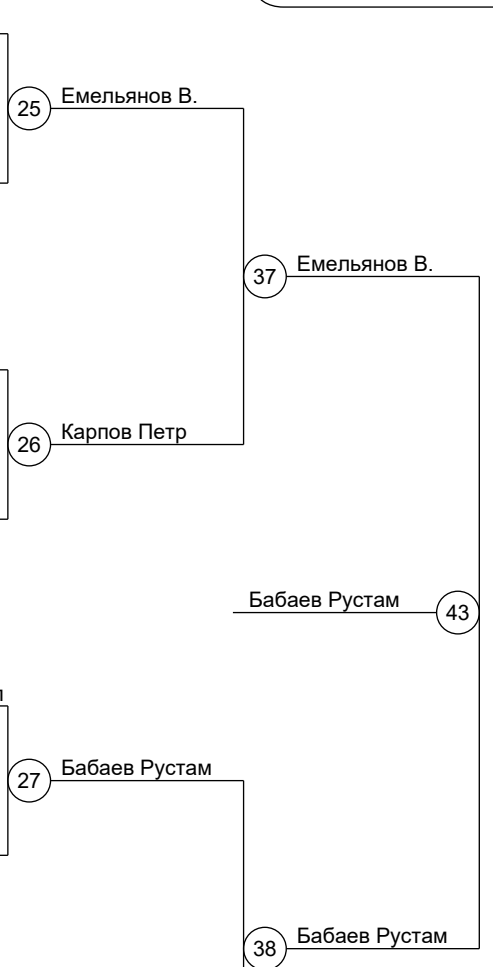 Емельянов В.
25
Емельянов В.
37
Карпов Петр
26
Бабаев Рустам
43
Бабаев Рустам
27
Бабаев Рустам
38